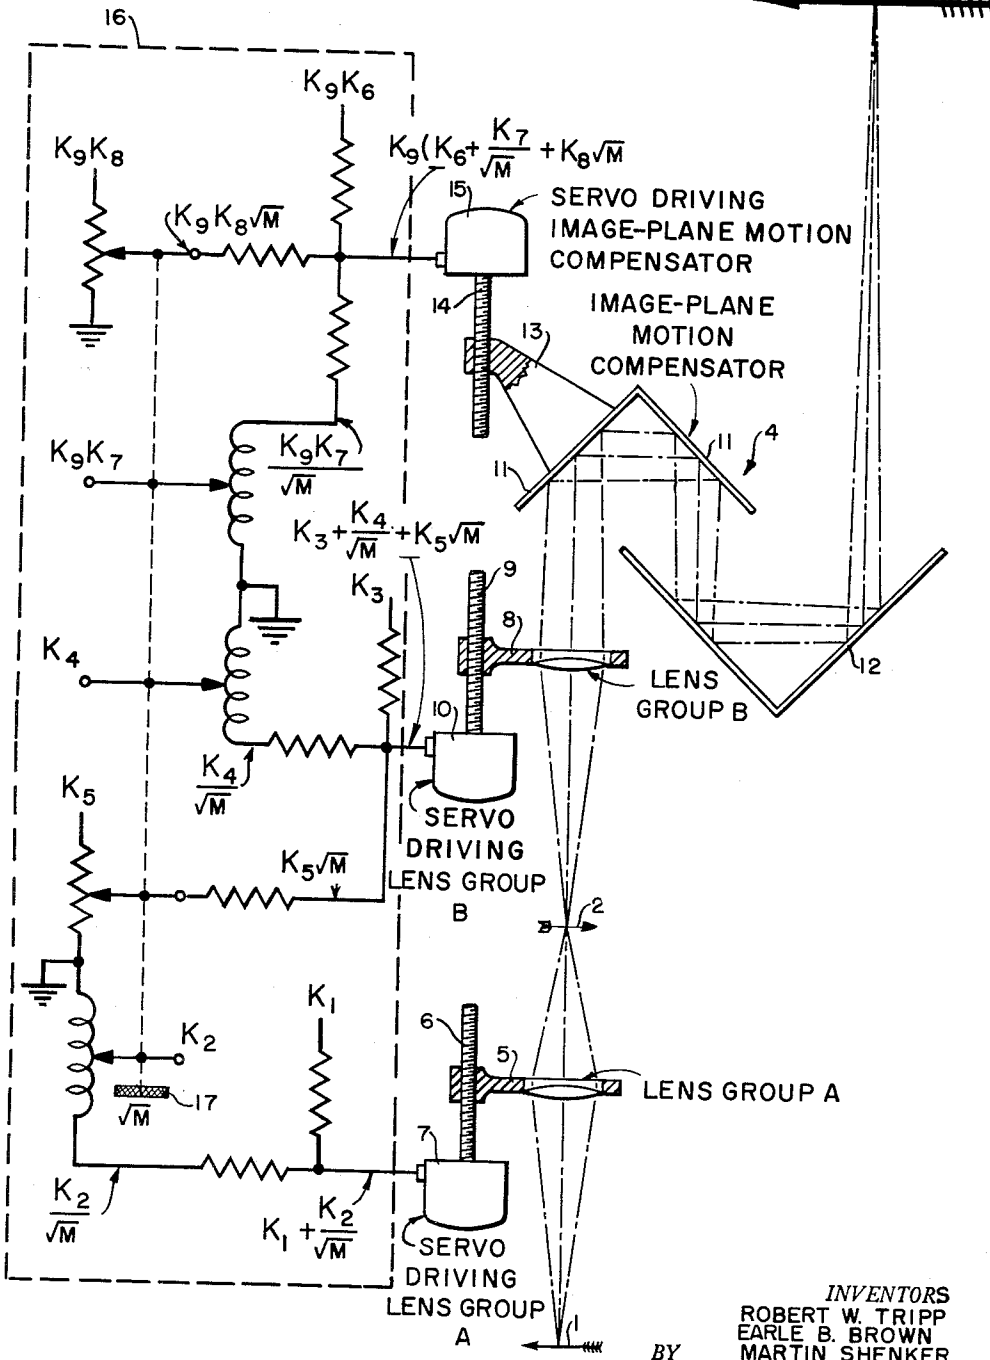 16
K₉K₆
K₉K₈
K₉(K₆+K₇/√M+K₈√M
15
SERVO DRIVING
IMAGE-PLANE MOTION
COMPENSATOR
K₉K₈√M
14
IMAGE-PLANE
MOTION
COMPENSATOR
13
11
11
4
K₉K₇
K₉K₇/√M
K₃+K₄/√M+K₅√M
K₃
9
8
K₄
12
LENS
GROUP B
10
K₄/√M
K₅
SERVO
DRIVING
LENS GROUP
B
K₅√M
2
K₁
6
5
K₂
LENS GROUP A
17
√M
7
K₂/√M
K₁+K₂/√M
SERVO
DRIVING
LENS GROUP
A
1
INVENTORS
ROBERT W. TRIPP
EARLE B. BROWN
BY MARTIN SHENKER